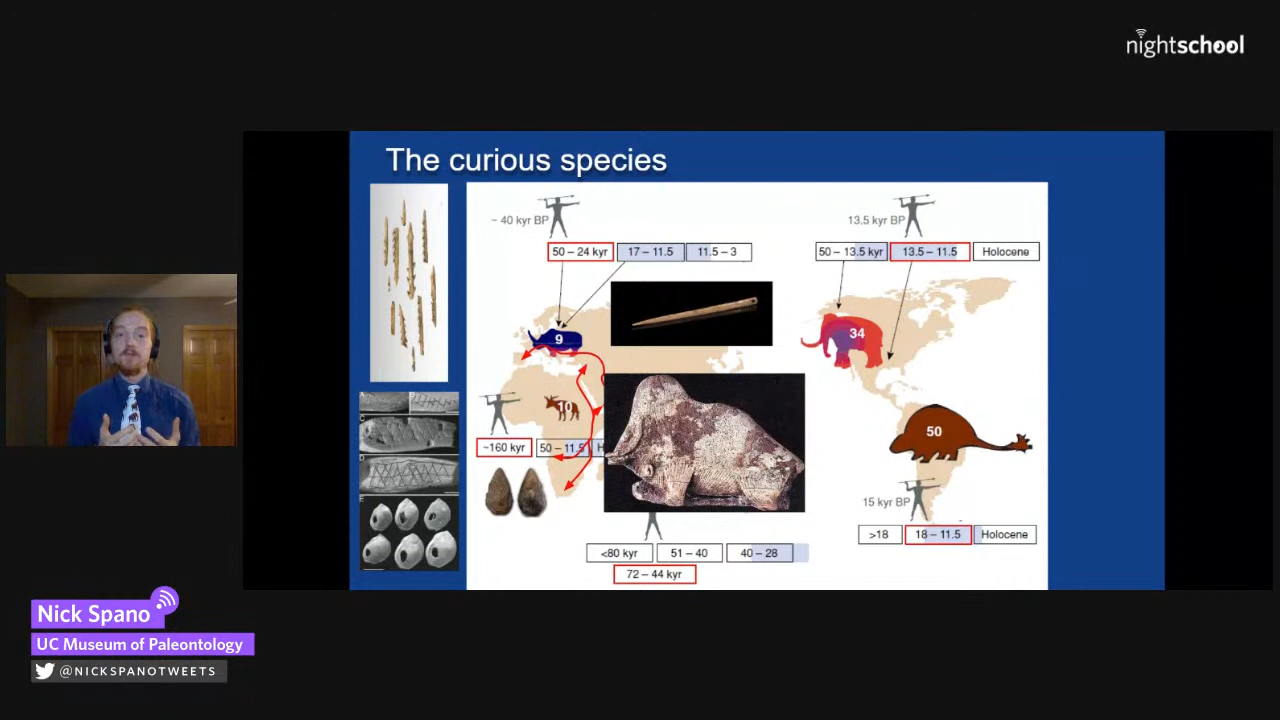 nightschool
The curious species
~ 40 kyr BP
13.5 kyr BP
50 – 24 kyr
17 – 11.5
11.5 – 3
50 – 13.5 kyr
13.5 – 11.5
Holocene
9
34
10
50
~160 kyr
50 – 11.5
H
15 kyr BP
>18
18 – 11.5
Holocene
<80 kyr
51 – 40
40 – 28
72 – 44 kyr
Nick Spano
UC Museum of Paleontology
@NICKSPANOTWEETS